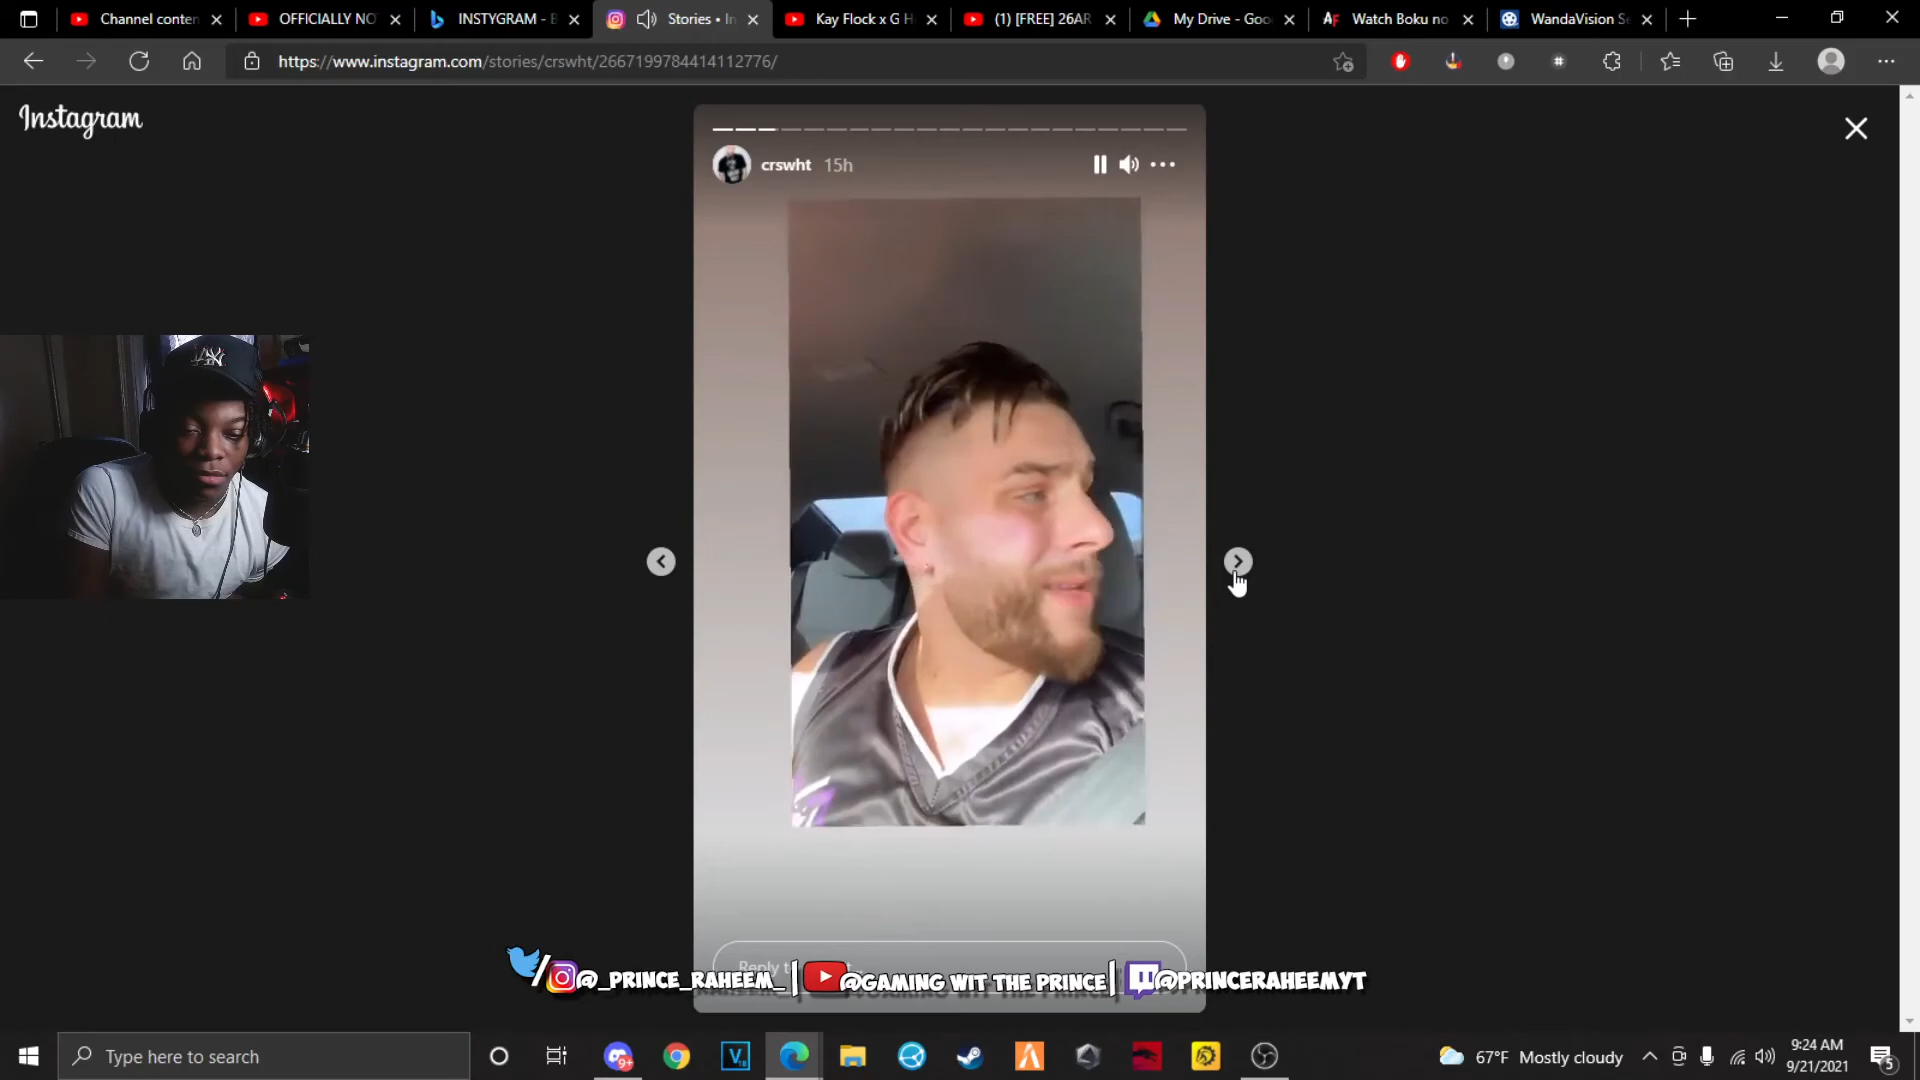 Channel conten
OFFICIALLY NO
INSTYGRAM - B
Stories • In
Kay Flock x G H
(1) [FREE] 26AR
My Drive - Goo
Watch Boku no
WandaVision Se
https://www.instagram.com/stories/crswht/2667199784414112776/
Instagram
crswht 15h
@_PRINCE_RAHEEM_ | @GAMING WIT THE PRINCE | @PRINCERAHEEMYT
Type here to search
67°F Mostly cloudy
9:24 AM
9/21/2021